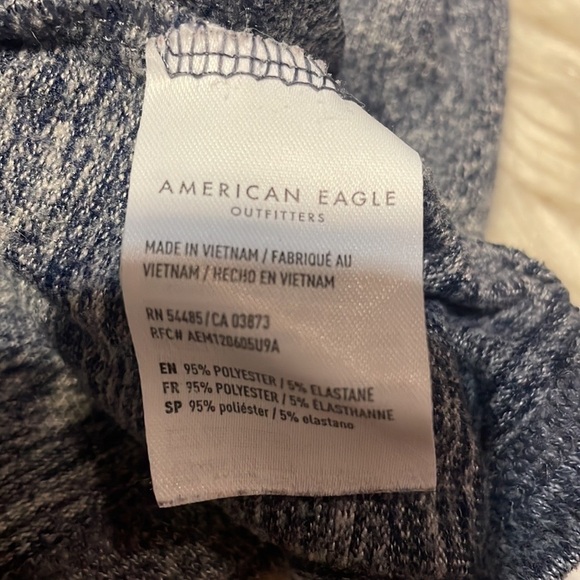 AMERICAN EAGLE
OUTFITTERS
MADE IN VIETNAM / FABRIQUÉ AU
VIETNAM / HECHO EN VIETNAM
RN 54485/CA 03873
RFC# AEM120605U9A
EN 95% POLYESTER / 5% ELASTANE
FR 95% POLYESTER / 5% ÉLASTHANNE
SP 95% poliéster / 5% elastano